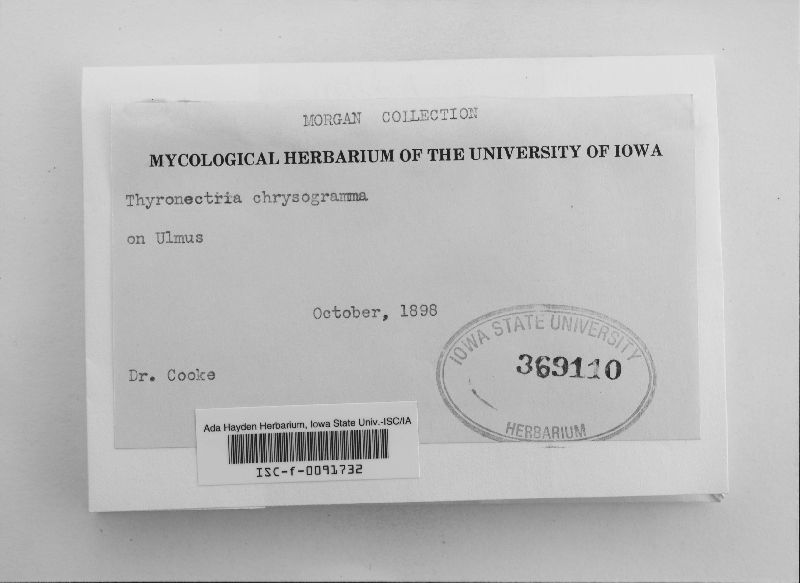 MORGAN COLLECTION
MYCOLOGICAL HERBARIUM OF THE UNIVERSITY OF IOWA
Thyronectria chrysogramma
on Ulmus
October, 1898
Dr. Cooke
IOWA STATE UNIVERSITY
369110
HERBARIUM
Ada Hayden Herbarium, Iowa State Univ.-ISC/IA
ISC-f-0091732